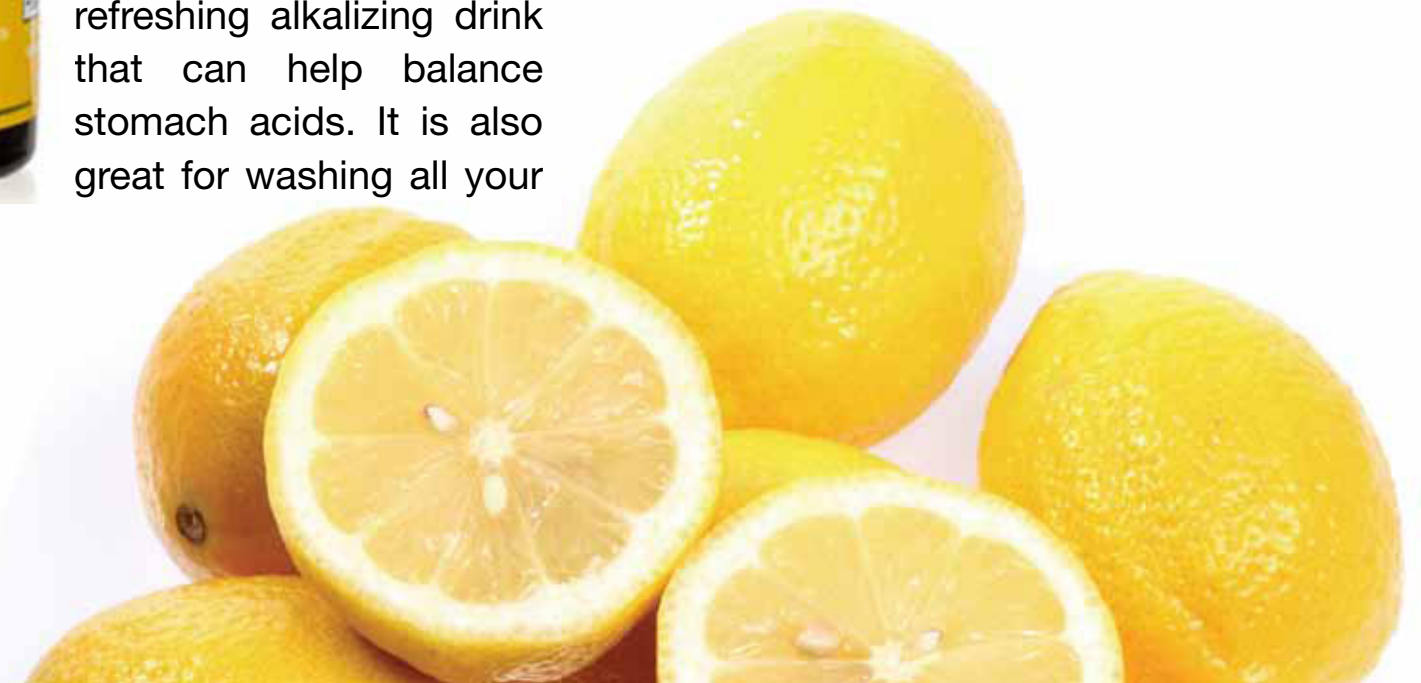 refreshing alkalizing drink
that can help balance
stomach acids. It is also
great for washing all your